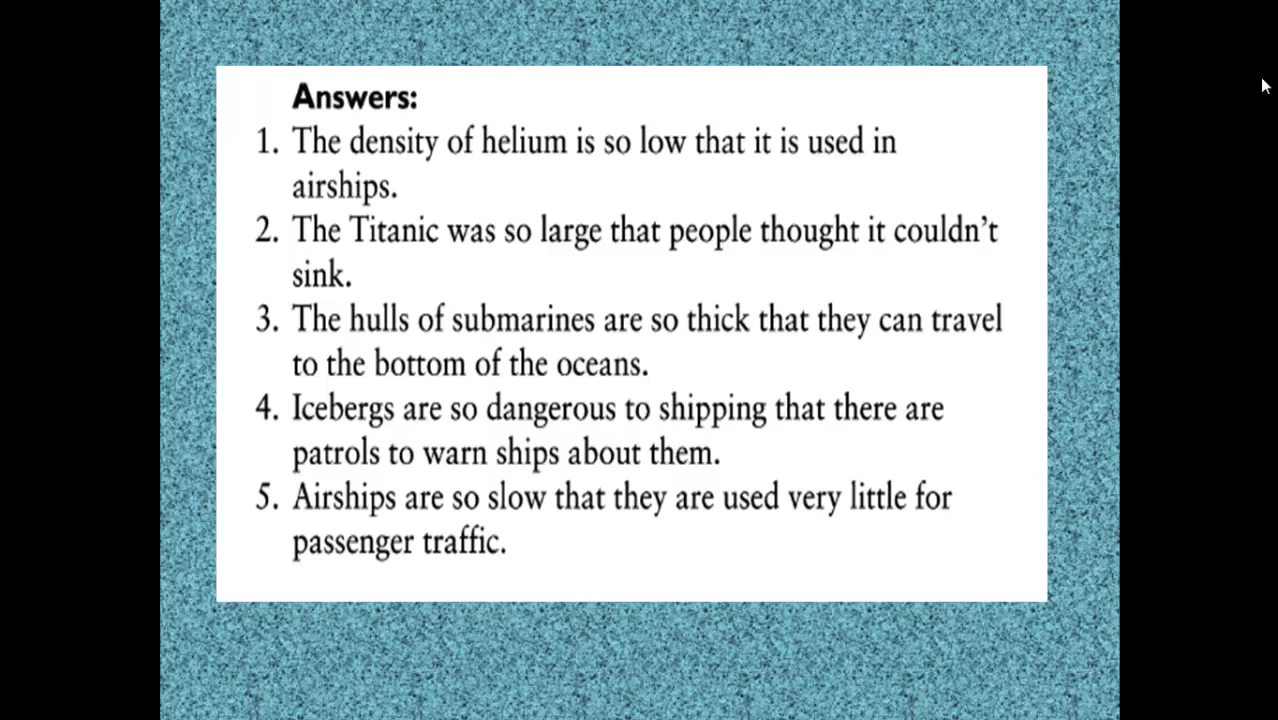 Answers:
1. The density of helium is so low that it is used in
airships.
2. The Titanic was so large that people thought it couldn't
sink.
3. The hulls of submarines are so thick that they can travel
to the bottom of the oceans.
4. Icebergs are so dangerous to shipping that there are
patrols to warn ships about them.
5. Airships are so slow that they are used very little for
passenger traffic.